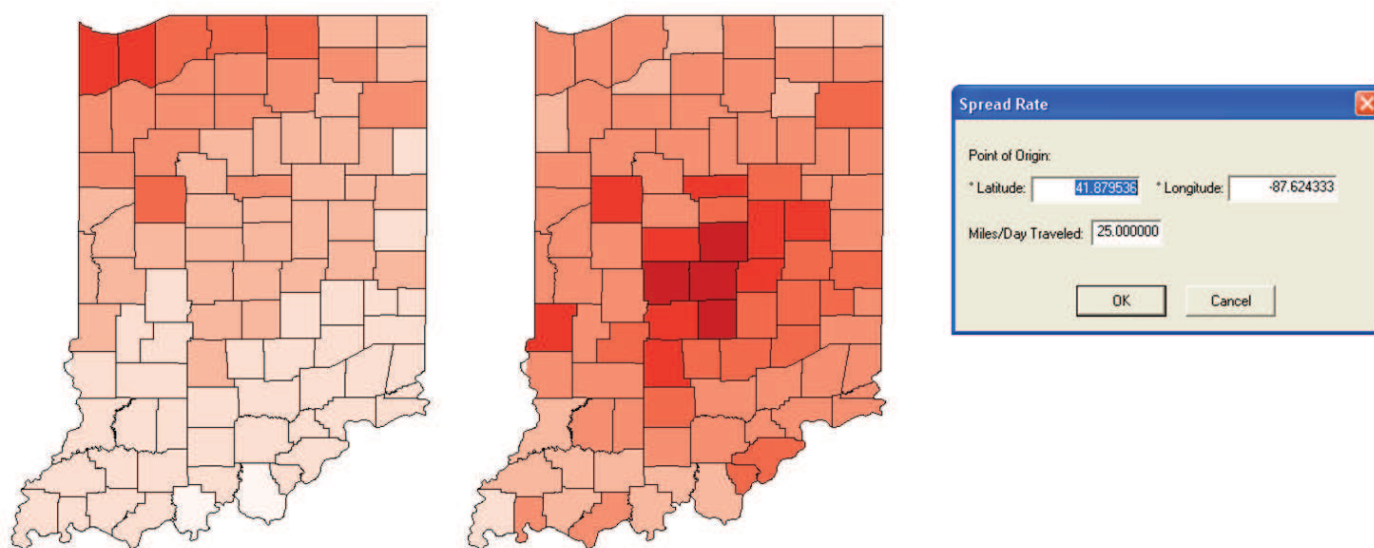 Spread Rate
Point of Origin:
* Latitude: 41.879536 * Longitude: -87.624333
Miles/Day Traveled: 25.000000
OK Cancel